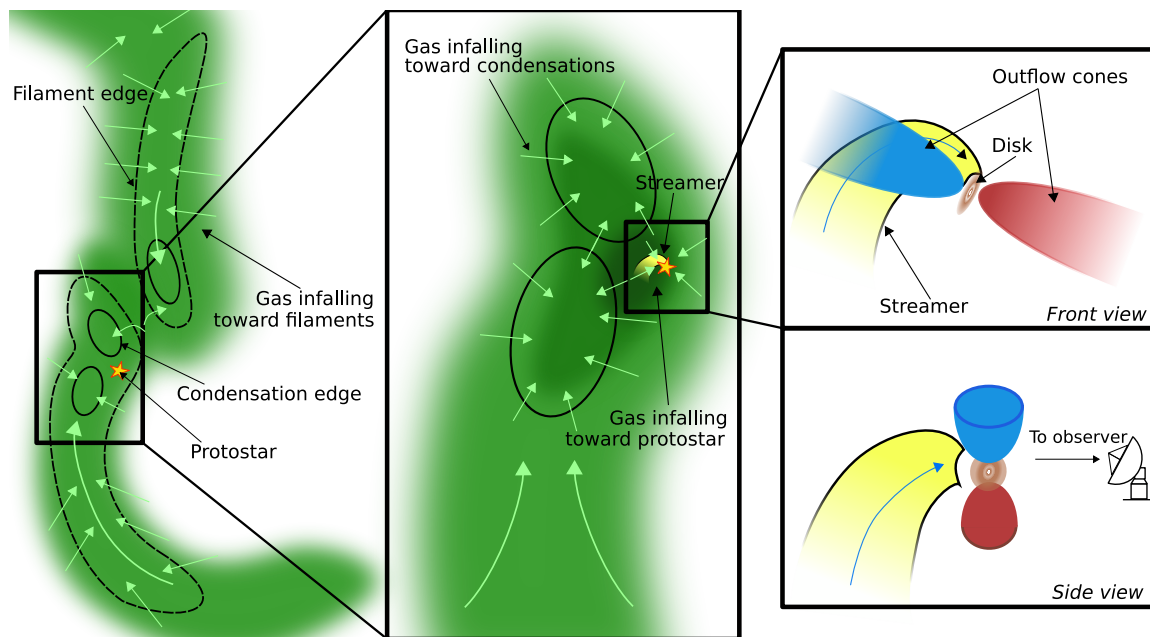 Filament edge
Gas infalling
toward filaments
Condensation edge
Protostar
Gas infalling
toward condensations
Streamer
Gas infalling
toward protostar
Outflow cones
Disk
Streamer
Front view
To observer
Side view